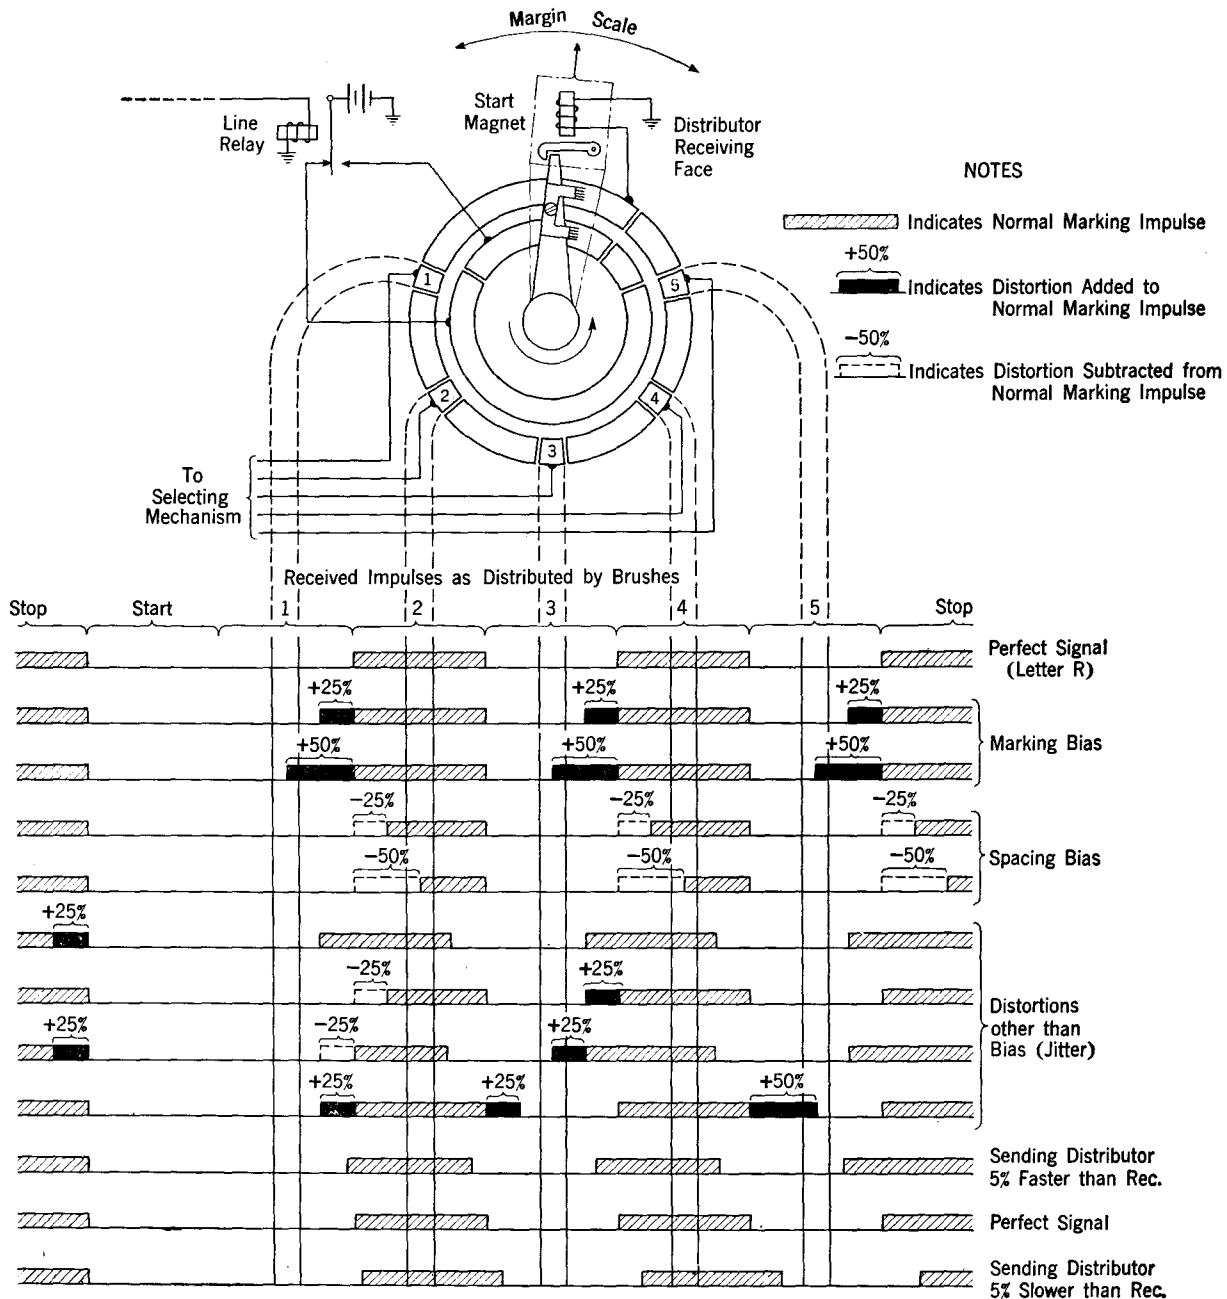 Margin Scale
Line
Relay
Start
Magnet
Distributor
Receiving
Face
NOTES
Indicates Normal Marking Impulse
+50%
Indicates Distortion Added to
Normal Marking Impulse
−50%
Indicates Distortion Subtracted from
Normal Marking Impulse
1
5
2
4
3
To
Selecting
Mechanism
Received Impulses as Distributed by Brushes
Stop Start 1 2 3 4 5 Stop
Perfect Signal
(Letter R)
+25% +25% +25%
Marking Bias
+50% +50% +50%
−25% −25% −25%
Spacing Bias
−50% −50% −50%
+25%
−25% +25%
Distortions
other than
Bias (Jitter)
+25% −25% +25%
+25% +25% +50%
Sending Distributor
5% Faster than Rec.
Perfect Signal
Sending Distributor
5% Slower than Rec.